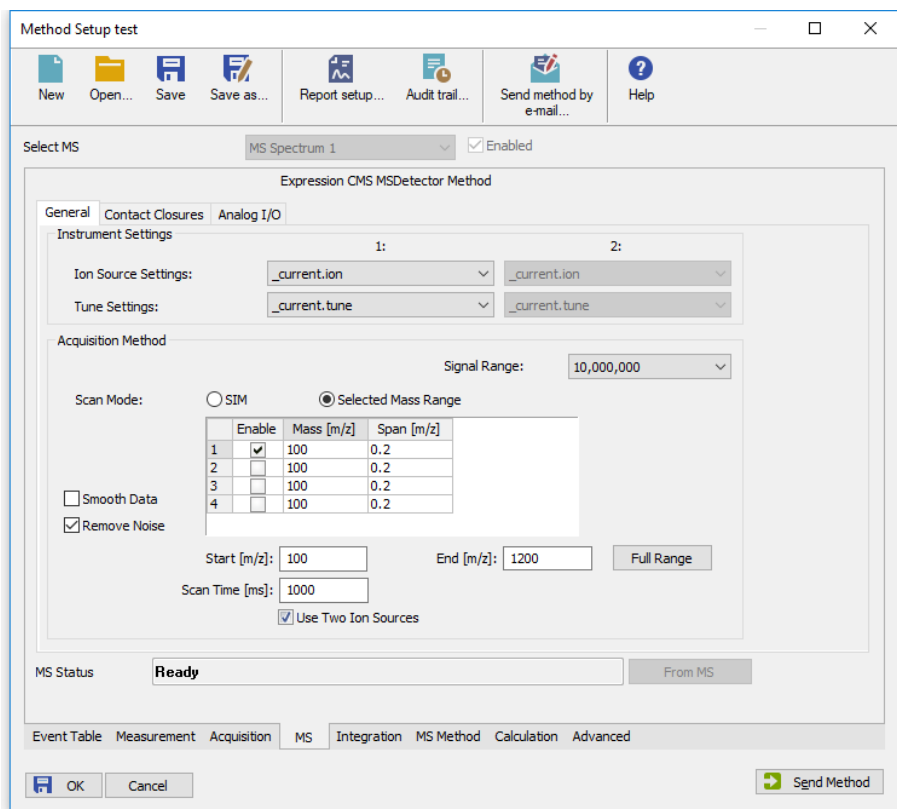 Method Setup test
New Open... Save Save as... Report setup... Audit trail... Send method by e-mail... Help
Select MS MS Spectrum 1 Enabled
Expression CMS MSDetector Method
General Contact Closures Analog I/O
Instrument Settings
1: 2:
Ion Source Settings: _current.ion _current.ion
Tune Settings: _current.tune _current.tune
Acquisition Method
Signal Range: 10,000,000
Scan Mode: SIM Selected Mass Range
Enable Mass [m/z] Span [m/z]
1 100 0.2
2 100 0.2
3 100 0.2
4 100 0.2
Smooth Data
Remove Noise
Start [m/z]: 100 End [m/z]: 1200 Full Range
Scan Time [ms]: 1000
Use Two Ion Sources
MS Status Ready From MS
Event Table Measurement Acquisition MS Integration MS Method Calculation Advanced
OK Cancel Send Method